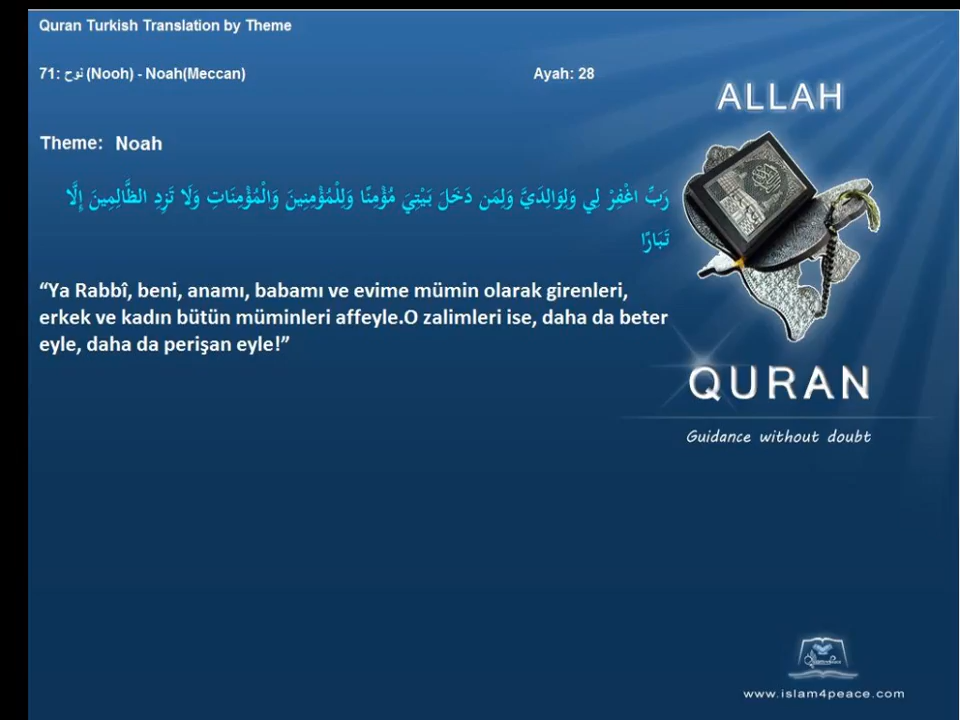 Quran Turkish Translation by Theme
71: نوح (Nooh) - Noah(Meccan)
Ayah: 28
ALLAH
Theme: Noah
رَبِّ اغْفِرْ لِي وَلِوَالِدَيَّ وَلِمَن دَخَلَ بَيْتِيَ مُؤْمِنًا وَلِلْمُؤْمِنِينَ وَالْمُؤْمِنَاتِ وَلَا تَزِدِ الظَّالِمِينَ إِلَّا
تَبَارًا
“Ya Rabbî, beni, anamı, babamı ve evime mümin olarak girenleri,
erkek ve kadın bütün müminleri affeyle.O zalimleri ise, daha da beter
eyle, daha da perişan eyle!”
QURAN
Guidance without doubt
www.islam4peace.com